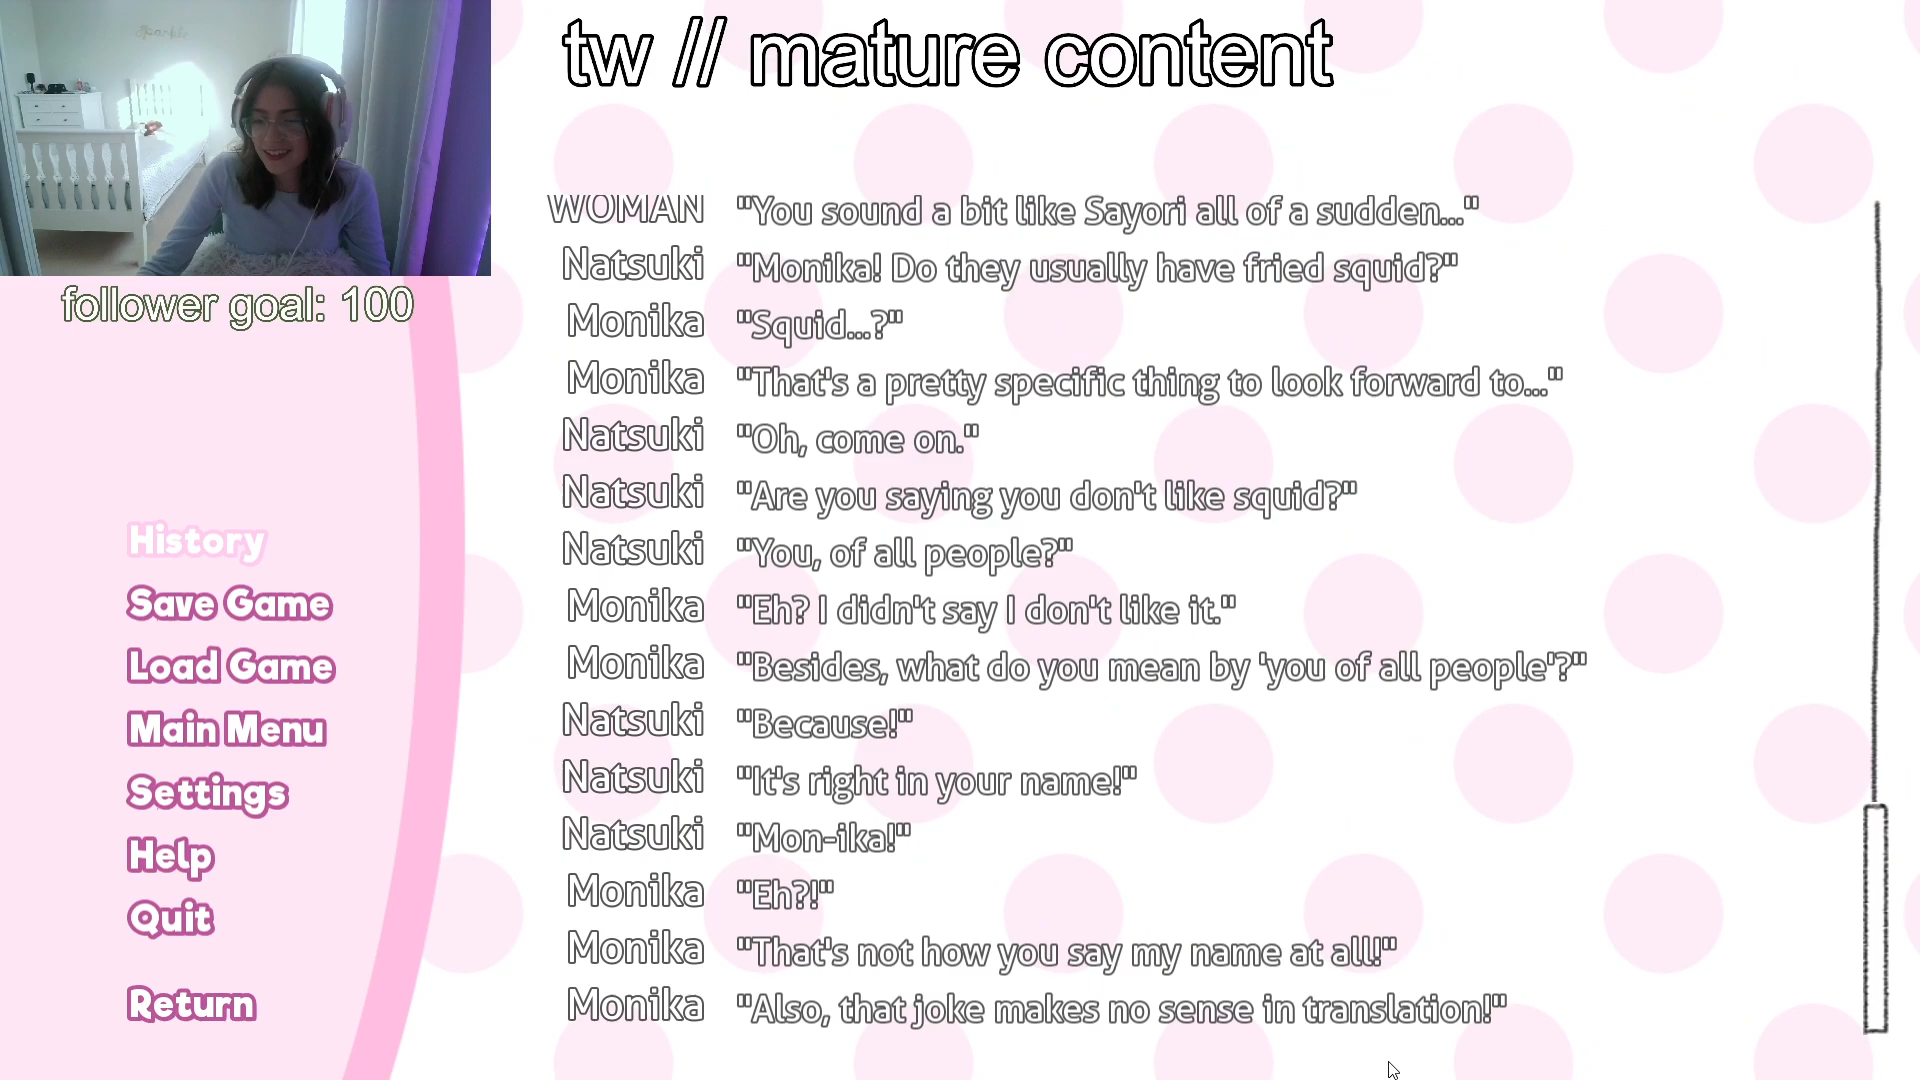 Sparkle
tw // mature content
follower goal: 100
WOMAN "You sound a bit like Sayori all of a sudden..."
Natsuki "Monika! Do they usually have fried squid?"
Monika "Squid...?"
Monika "That's a pretty specific thing to look forward to..."
Natsuki "Oh, come on."
Natsuki "Are you saying you don't like squid?"
Natsuki "You, of all people?"
Monika "Eh? I didn't say I don't like it."
Monika "Besides, what do you mean by 'you of all people'?"
Natsuki "Because!"
Natsuki "It's right in your name!"
Natsuki "Mon-ika!"
Monika "Eh?!"
Monika "That's not how you say my name at all!"
Monika "Also, that joke makes no sense in translation!"
History
Save Game
Load Game
Main Menu
Settings
Help
Quit
Return